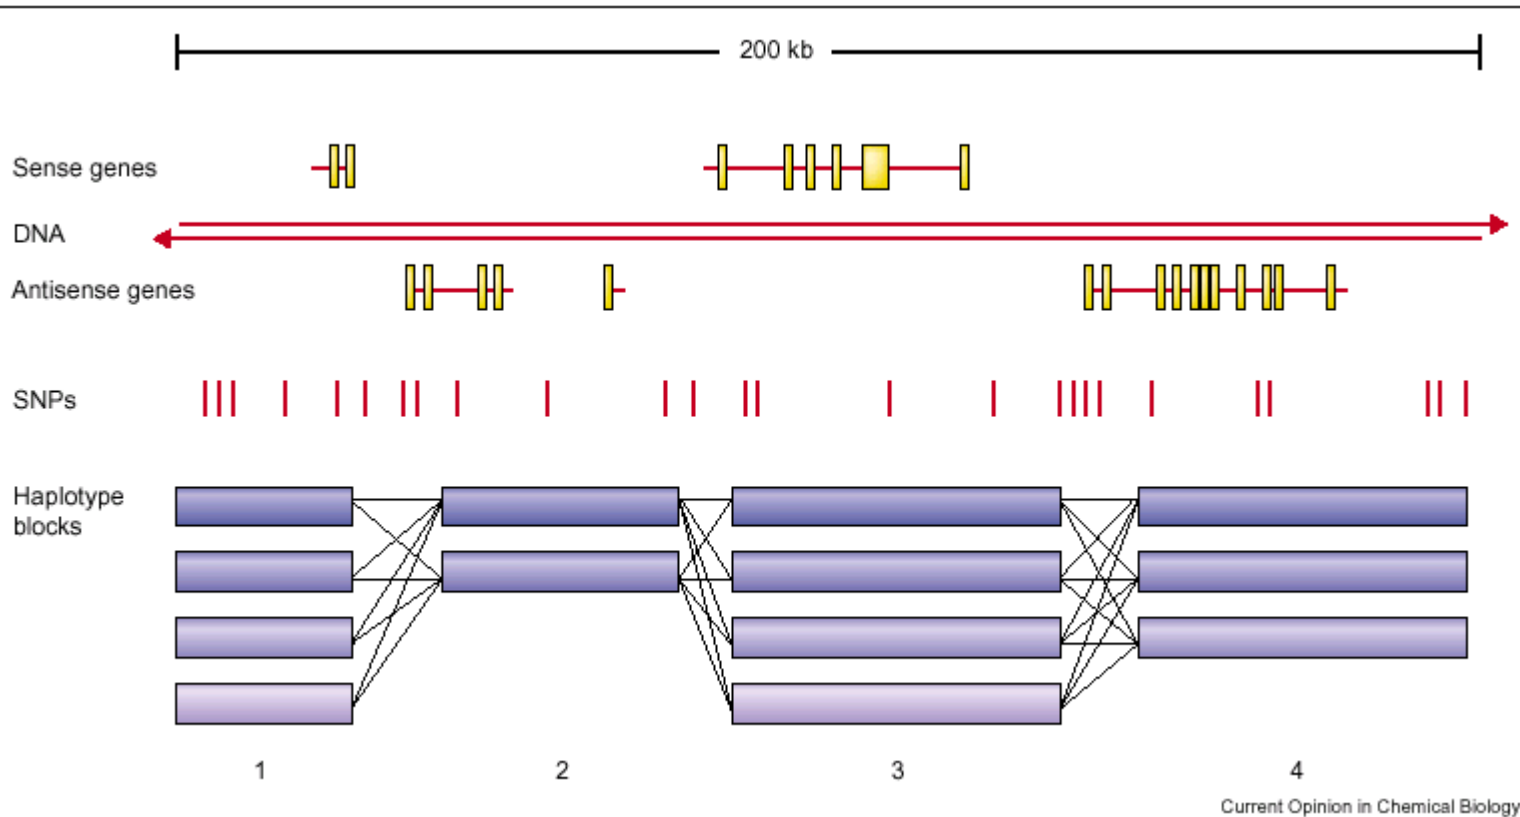 200 kb
Sense genes
DNA
Antisense genes
SNPs
Haplotype
blocks
1 2 3 4
Current Opinion in Chemical Biology